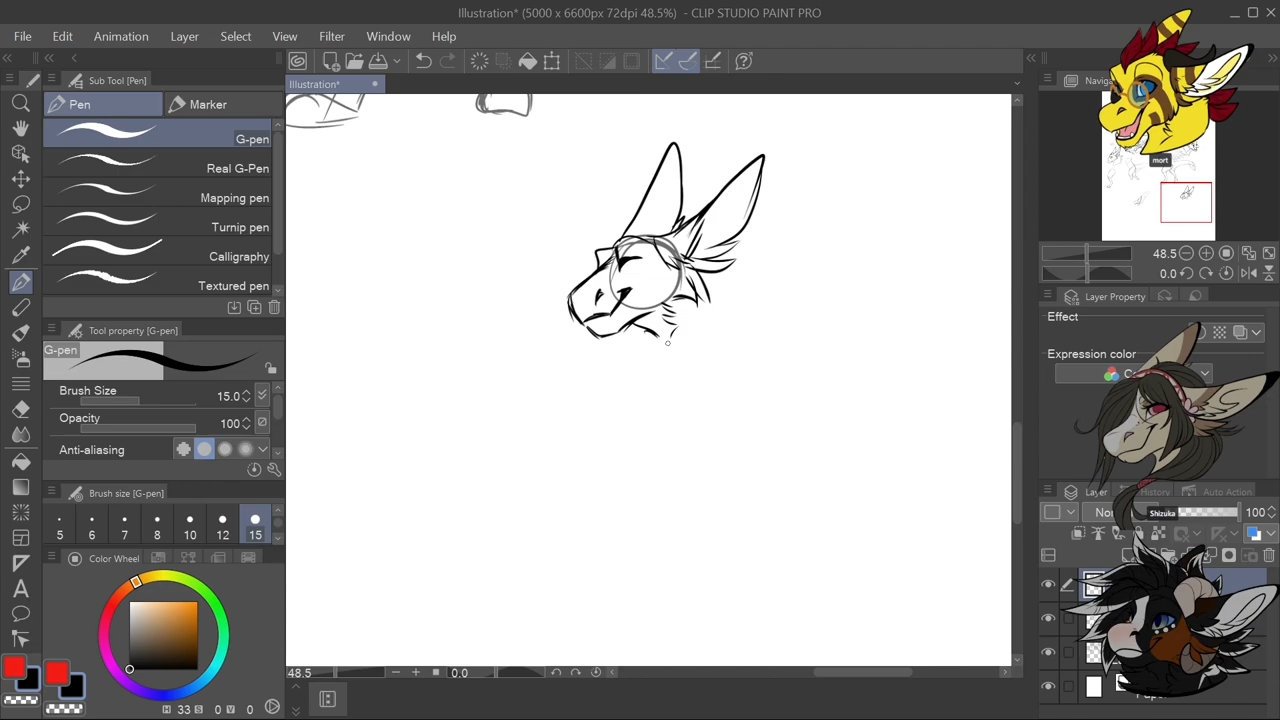 Illustration* (5000 x 6600px 72dpi 48.5%) - CLIP STUDIO PAINT PRO
File Edit Animation Layer Select View Filter Window Help
Sub Tool [Pen]
Illustration*
Pen
Marker
G-pen
Real G-Pen
Mapping pen
Turnip pen
Calligraphy
Textured pen
Tool property [G-pen]
G-pen
Brush Size 15.0
Opacity 100
Anti-aliasing
Brush size [G-pen]
5 6 7 8 10 12 15
Color Wheel
H 33 S 0 V 0
48.5
0.0
mort
48.5
0.0
Layer Property
Effect
Expression color
Layer History Auto Action
Shizuka
100